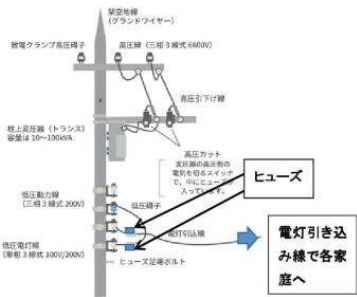 架空地線
(グランドワイヤー)
放電クランプ高圧碍子
高圧線(三相3線式6600V)
高圧引下げ線
柱上変圧器(トランス)
容量は10〜100kVA
高圧カット
変圧器の高圧側の
電気を切るスイッチ
で、中にヒューズが
入っています。
ヒューズ
低圧動力線
(三相3線式200V)
低圧碍子
電灯引込線
電灯引き込
み線で各家
庭へ
低圧電灯線
(単相3線式100V/200V)
ヒューズ足場ボルト